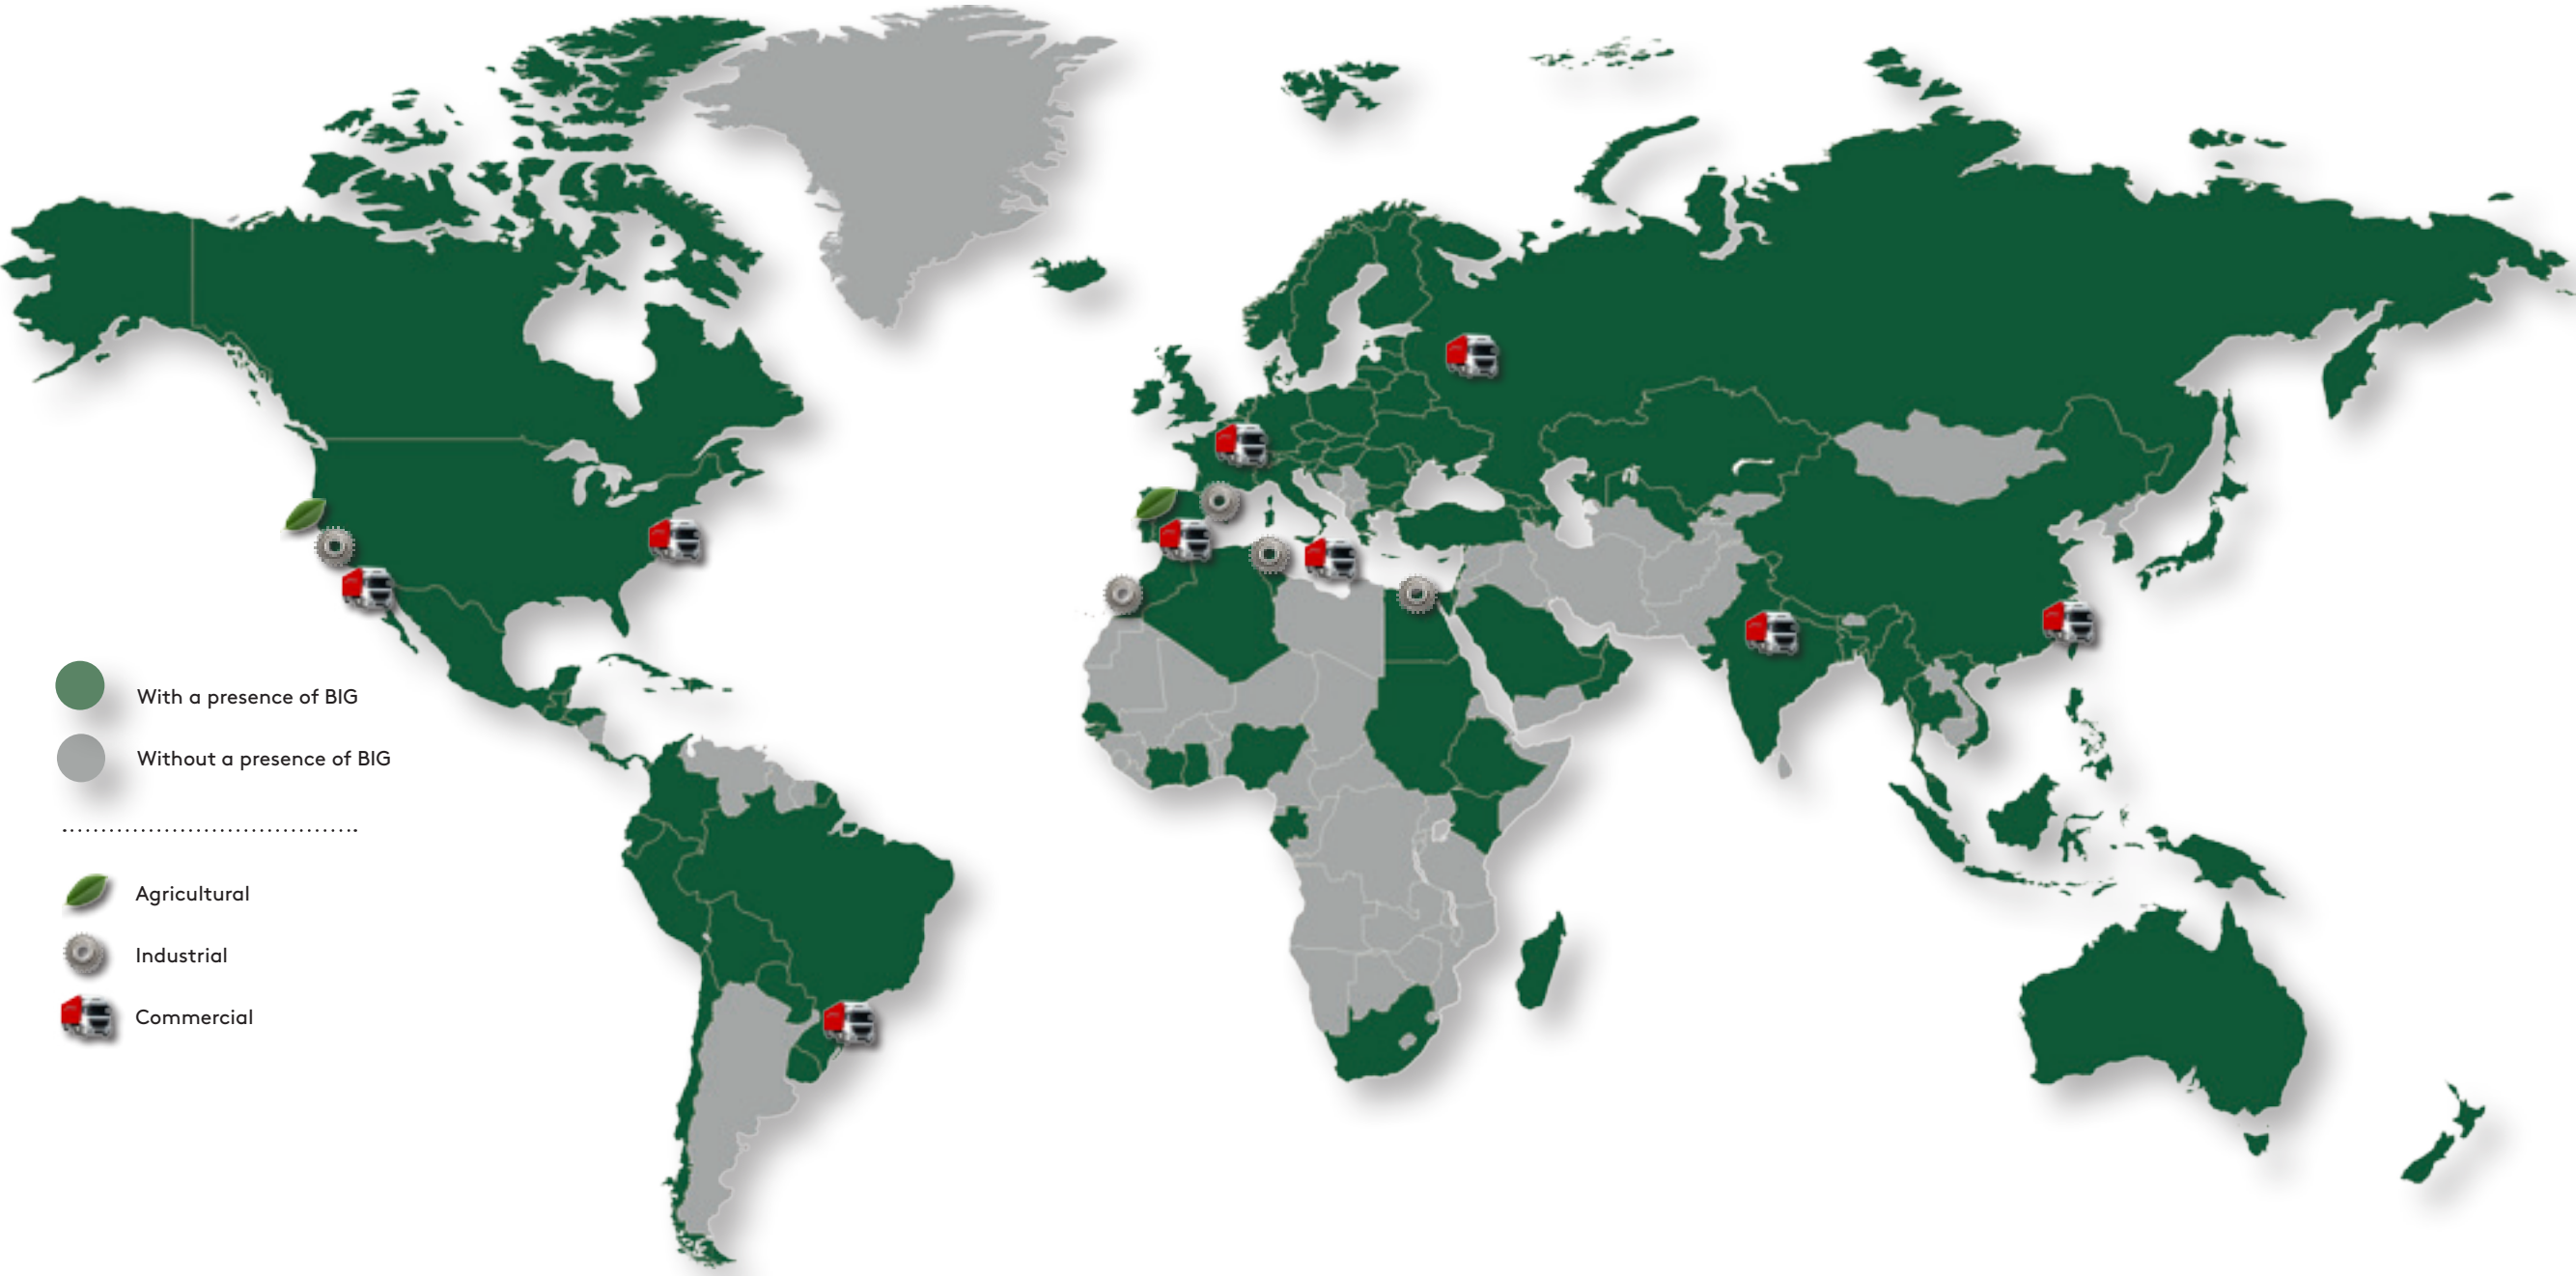 With a presence of BIG
Without a presence of BIG
Agricultural
Industrial
Commercial